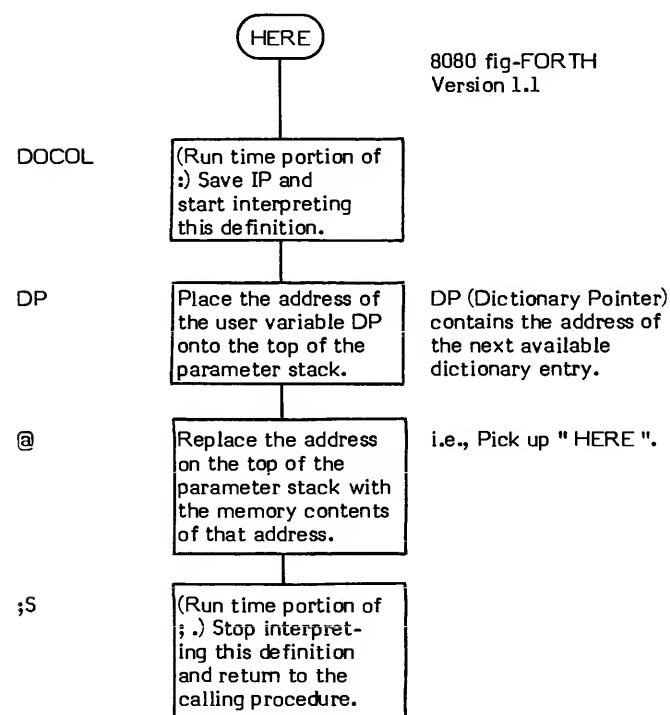 HERE
8080 fig-FORTH
Version 1.1
DOCOL
(Run time portion of
:) Save IP and
start interpreting
this definition.
DP
Place the address of
the user variable DP
onto the top of the
parameter stack.
DP (Dictionary Pointer)
contains the address of
the next available
dictionary entry.
@
Replace the address
on the top of the
parameter stack with
the memory contents
of that address.
i.e., Pick up " HERE ".
;S
(Run time portion of
; .) Stop interpret-
ing this definition
and return to the
calling procedure.